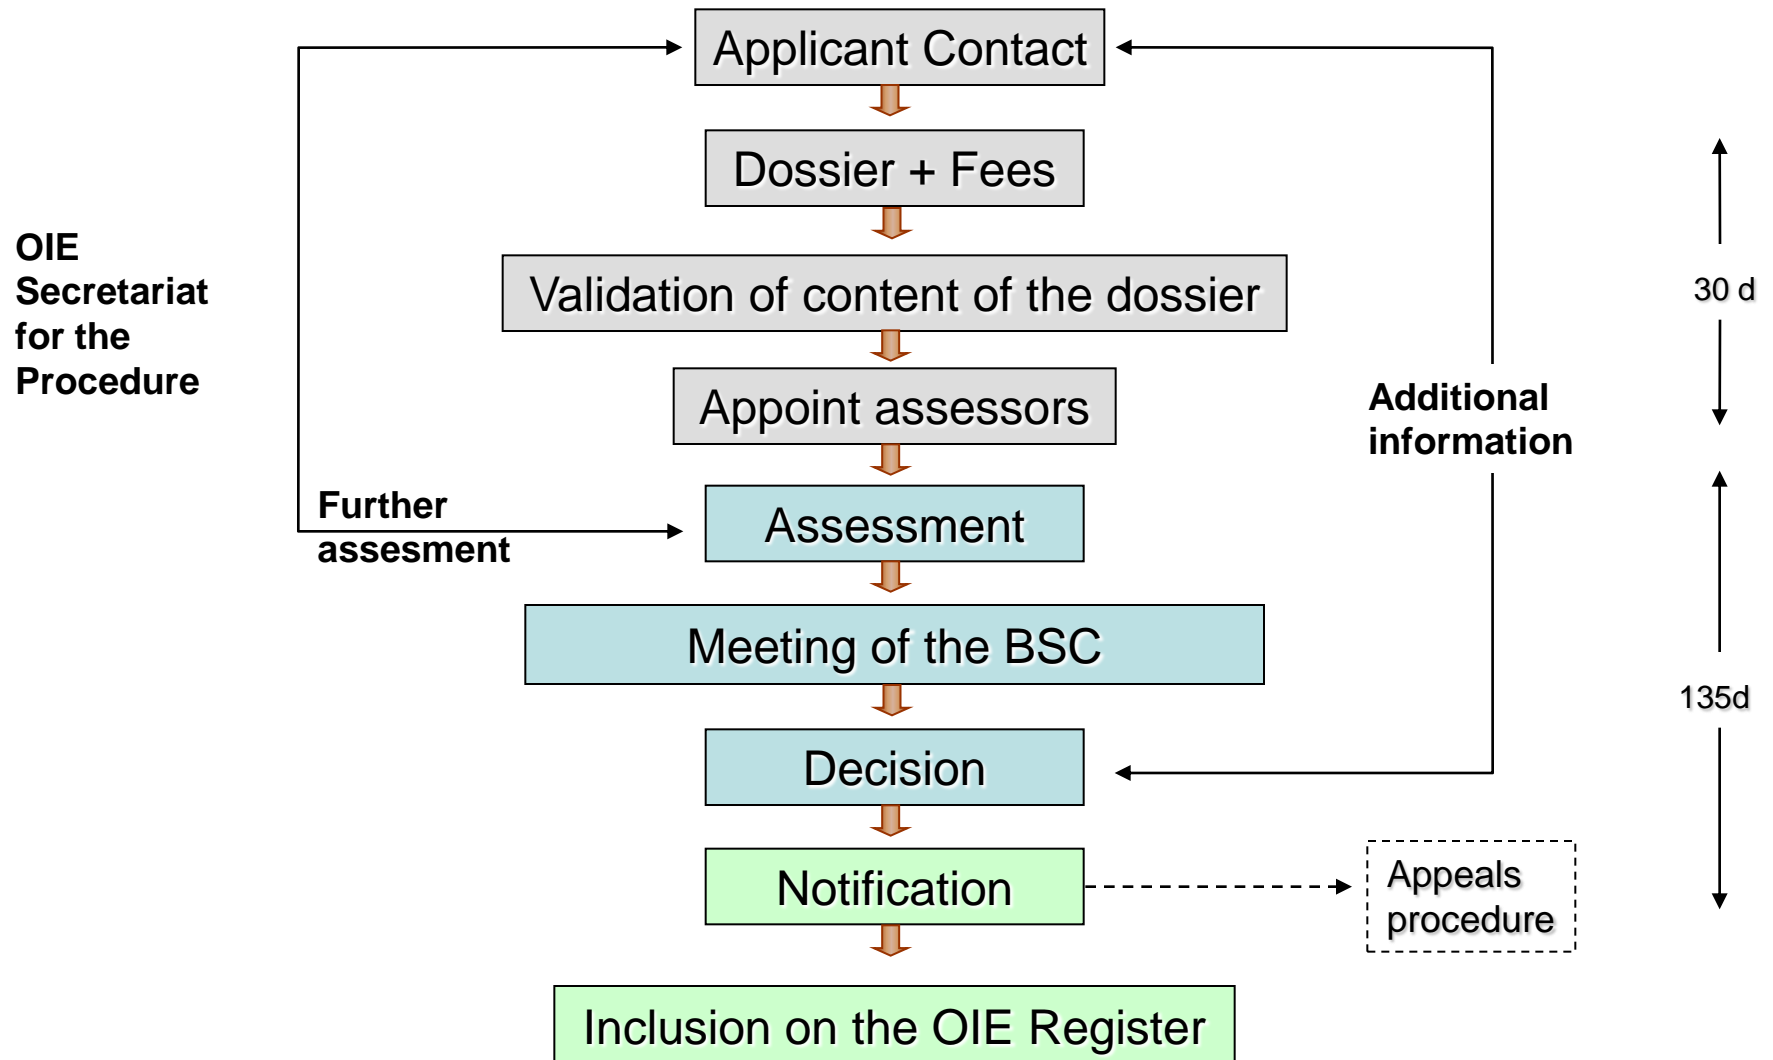 Applicant Contact
Dossier + Fees
OIE
Secretariat
for the
Procedure
Validation of content of the dossier
30 d
Appoint assessors
Additional
information
Further
assesment
Assessment
Meeting of the BSC
135d
Decision
Notification
Appeals
procedure
Inclusion on the OIE Register